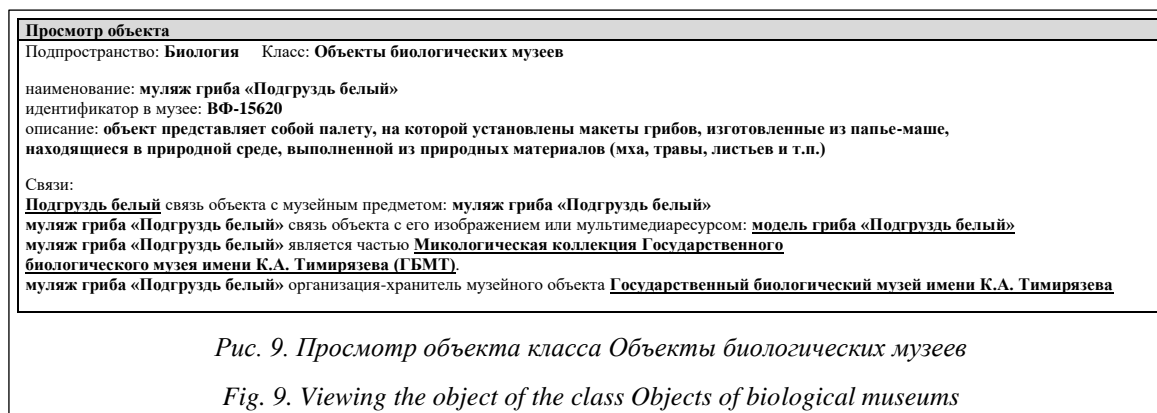 Просмотр объекта
Подпространство: Биология Класс: Объекты биологических музеев
наименование: муляж гриба «Подгруздь белый»
идентификатор в музее: ВФ-15620
описание: объект представляет собой палету, на которой установлены макеты грибов, изготовленные из папье-маше,
находящиеся в природной среде, выполненной из природных материалов (мха, травы, листьев и т.п.)
Связи:
Подгруздь белый связь объекта с музейным предметом: муляж гриба «Подгруздь белый»
муляж гриба «Подгруздь белый» связь объекта с его изображением или мультимедиаресурсом: модель гриба «Подгруздь белый»
муляж гриба «Подгруздь белый» является частью Микологическая коллекция Государственного
биологического музея имени К.А. Тимирязева (ГБМТ).
муляж гриба «Подгруздь белый» организация-хранитель музейного объекта Государственный биологический музей имени К.А. Тимирязева
Рис. 9. Просмотр объекта класса Объекты биологических музеев
Fig. 9. Viewing the object of the class Objects of biological museums